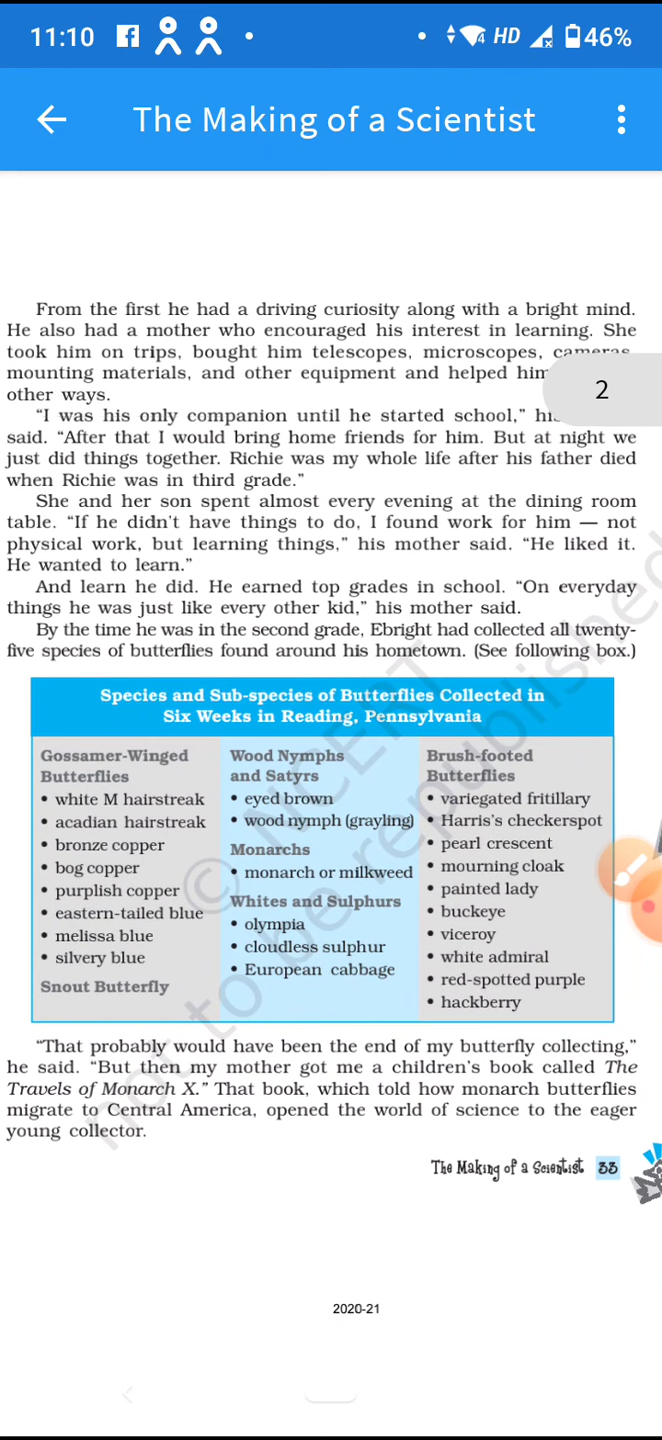 11:10
4 HD 46%
The Making of a Scientist
From the first he had a driving curiosity along with a bright mind.
He also had a mother who encouraged his interest in learning. She
took him on trips, bought him telescopes, microscopes, cameras,
mounting materials, and other equipment and helped him
other ways.
2
“I was his only companion until he started school,”
said. “After that I would bring home friends for him. But at night we
just did things together. Richie was my whole life after his father died
when Richie was in third grade.”
She and her son spent almost every evening at the dining room
table. “If he didn't have things to do, I found work for him — not
physical work, but learning things,” his mother said. “He liked it.
He wanted to learn.”
And learn he did. He earned top grades in school. “On everyday
things he was just like every other kid,” his mother said.
By the time he was in the second grade, Ebright had collected all twenty-
five species of butterflies found around his hometown. (See following box.)
Species and Sub-species of Butterflies Collected in
Six Weeks in Reading, Pennsylvania
Gossamer-Winged
Butterflies
• white M hairstreak
• acadian hairstreak
• bronze copper
• bog copper
• purplish copper
• eastern-tailed blue
• melissa blue
• silvery blue
Snout Butterfly
Wood Nymphs
and Satyrs
• eyed brown
• wood nymph (grayling)
Monarchs
• monarch or milkweed
Whites and Sulphurs
• olympia
• cloudless sulphur
• European cabbage
Brush-footed
Butterflies
• variegated fritillary
• Harris's checkerspot
• pearl crescent
• mourning cloak
• painted lady
• buckeye
• viceroy
• white admiral
• red-spotted purple
• hackberry
“That probably would have been the end of my butterfly collecting,”
he said. “But then my mother got me a children's book called The
Travels of Monarch X.” That book, which told how monarch butterflies
migrate to Central America, opened the world of science to the eager
young collector.
The Making of a Scientist 33
2020-21
© NCERT
not to be republished